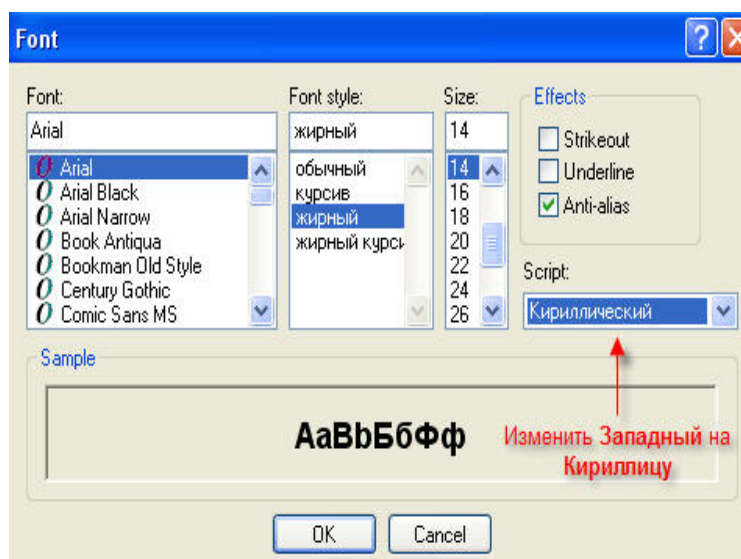 Font
Font:
Font style:
Size:
Effects
Arial
жирный
14
Strikeout
Underline
Anti-alias
Arial
Arial Black
Arial Narrow
Book Antiqua
Bookman Old Style
Century Gothic
Comic Sans MS
обычный
курсив
жирный
жирный курси
14
16
18
20
22
24
26
Script:
Кириллический
Sample
АаВbБбФф
Изменить Западный на
Кириллицу
OK
Cancel